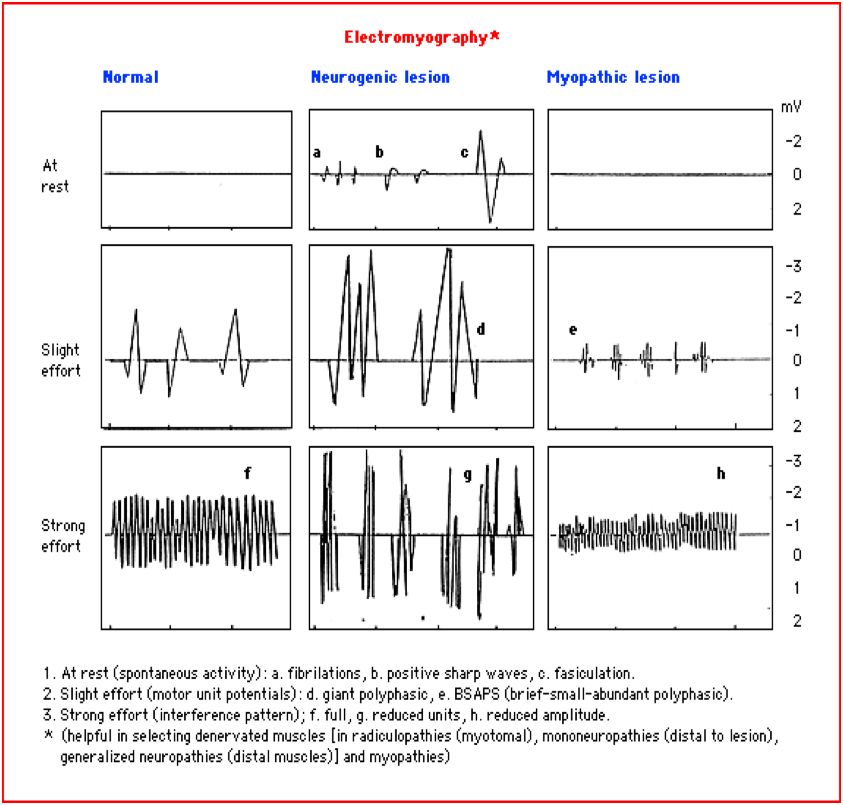 Electromyography*
Normal
Neurogenic lesion
Myopathic lesion
mV
At
rest
a
b
c
-2
0
2
Slight
effort
d
e
-3
-2
-1
0
1
2
Strong
effort
f
g
h
-3
-2
-1
0
1
2
1. At rest (spontaneous activity): a. fibrilations, b. positive sharp waves, c. fasiculation.
2. Slight effort (motor unit potentials): d. giant polyphasic, e. BSAPS (brief-small-abundant polyphasic).
3. Strong effort (interference pattern); f. full, g. reduced units, h. reduced amplitude.
* (helpful in selecting denervated muscles [in radiculopathies (myotomal), mononeuropathies (distal to lesion),
generalized neuropathies (distal muscles)] and myopathies)